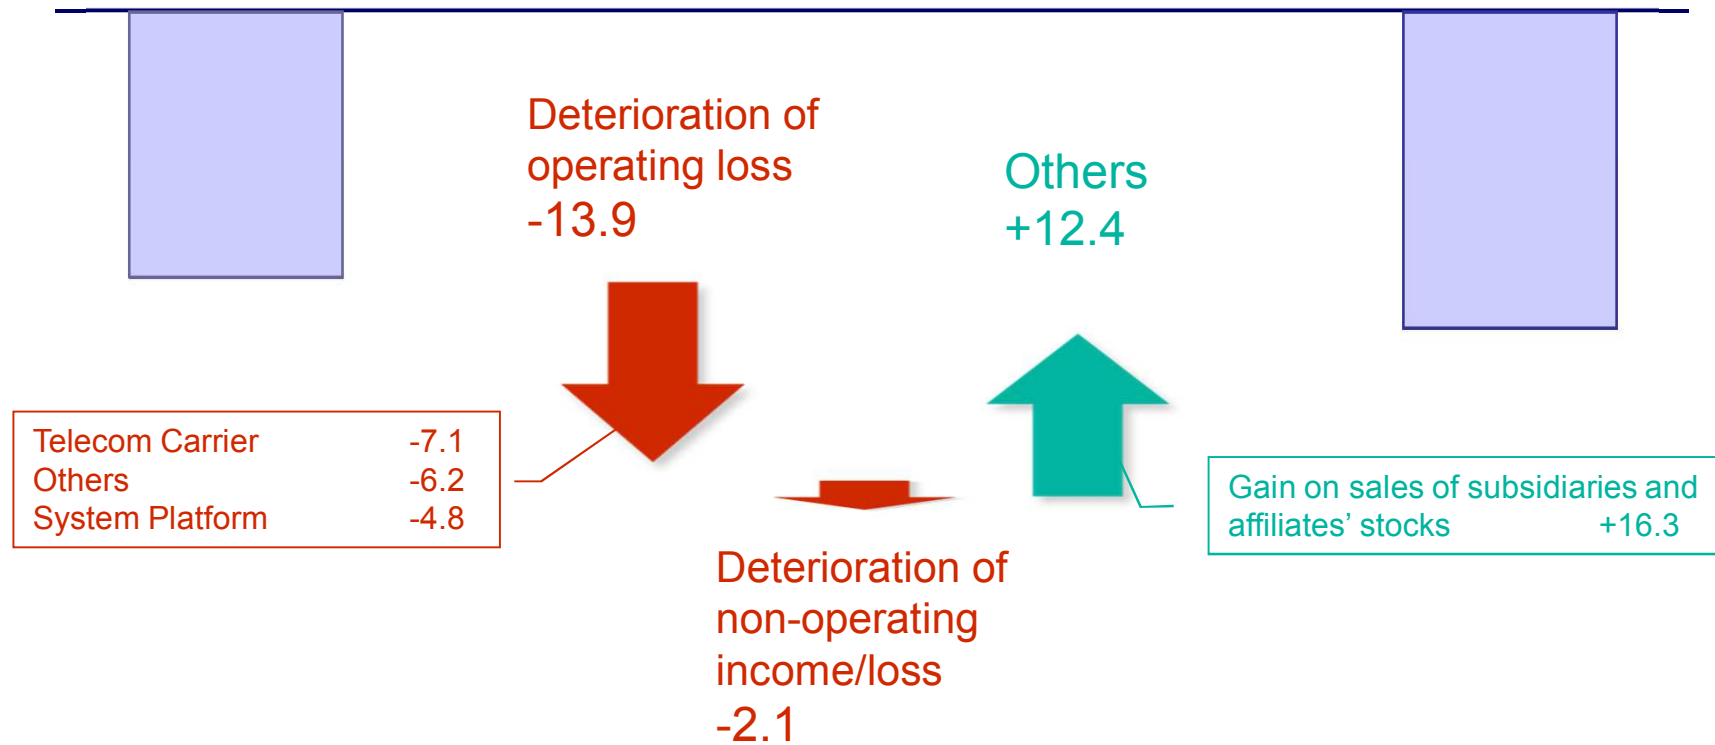 Deterioration of
operating loss
-13.9
Others
+12.4
Telecom Carrier -7.1
Others -6.2
System Platform -4.8
Gain on sales of subsidiaries and
affiliates’ stocks +16.3
Deterioration of
non-operating
income/loss
-2.1